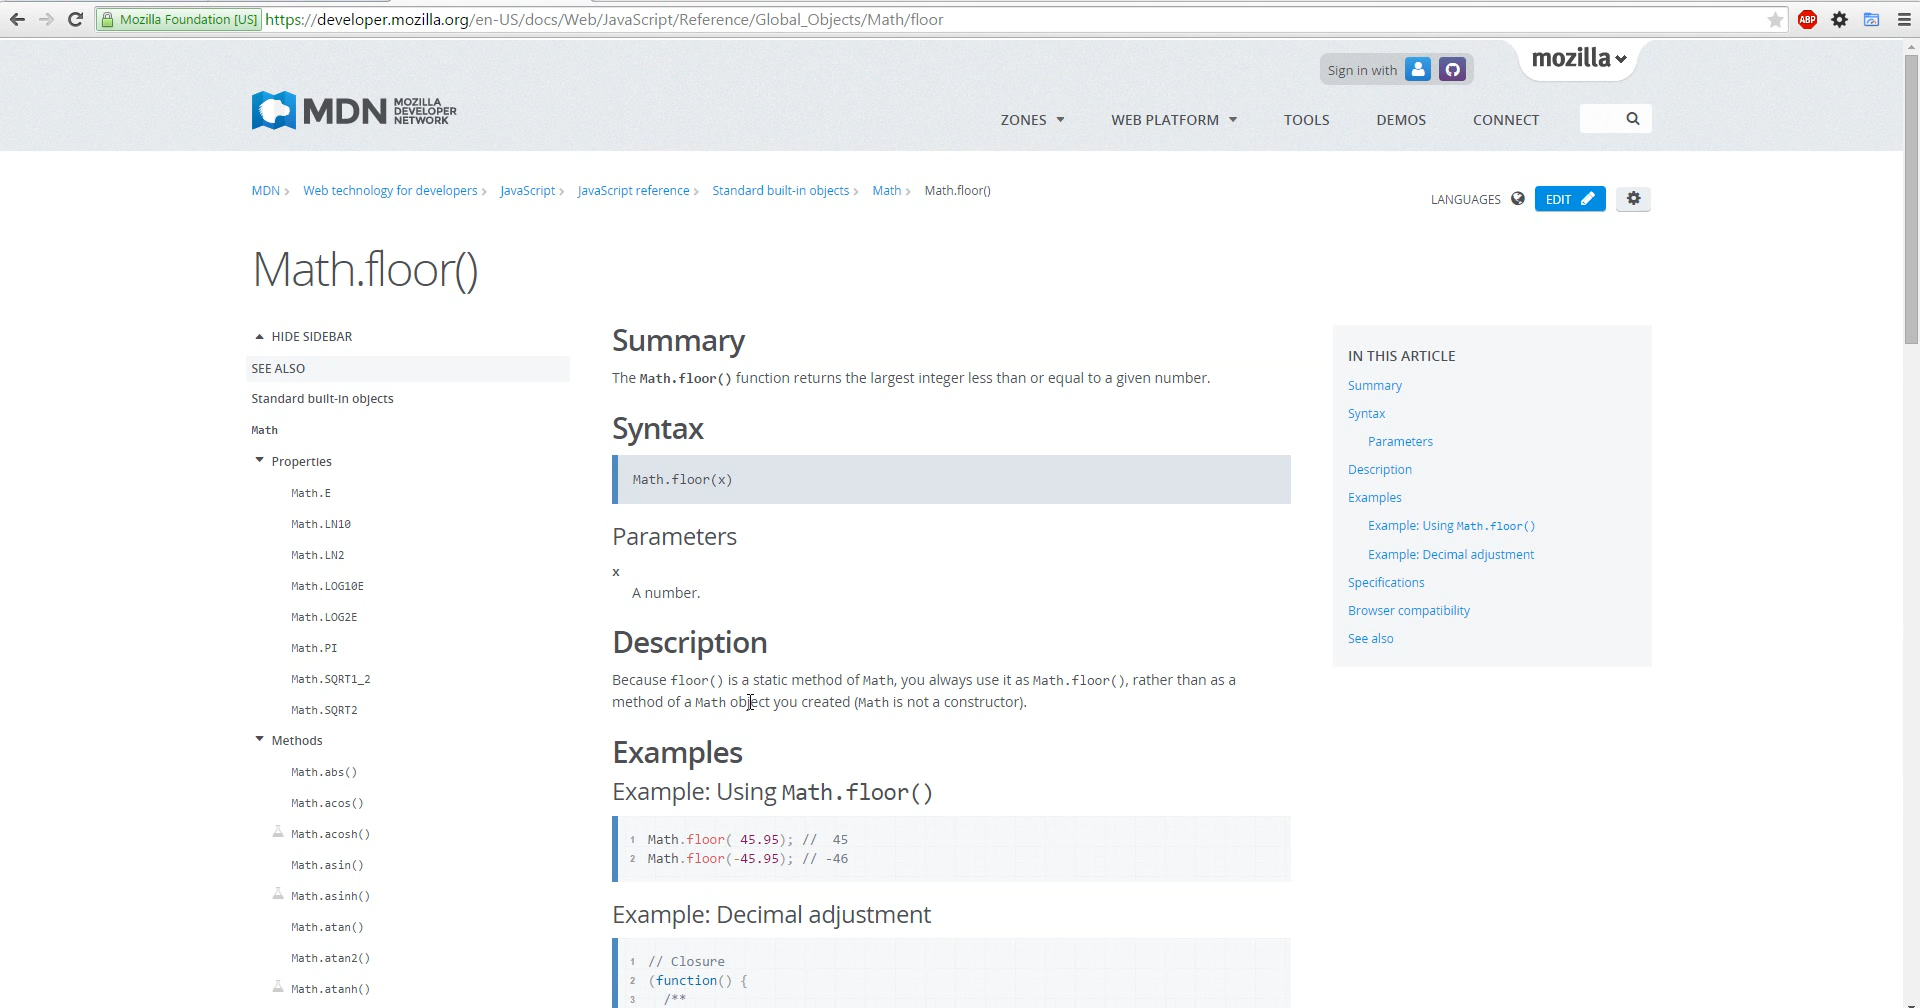 Mozilla Foundation [US] https://developer.mozilla.org/en-US/docs/Web/JavaScript/Reference/Global_Objects/Math/floor
ABP
Sign in with
mozilla
MDN MOZILLA DEVELOPER NETWORK
ZONES WEB PLATFORM TOOLS DEMOS CONNECT
MDN Web technology for developers JavaScript JavaScript reference Standard built-in objects Math Math.floor()
LANGUAGES EDIT
Math.floor()
HIDE SIDEBAR
SEE ALSO
Standard built-in objects
Math
Properties
Math.E
Math.LN10
Math.LN2
Math.LOG10E
Math.LOG2E
Math.PI
Math.SQRT1_2
Math.SQRT2
Methods
Math.abs()
Math.acos()
Math.acosh()
Math.asin()
Math.asinh()
Math.atan()
Math.atan2()
Math.atanh()
Summary
The Math.floor() function returns the largest integer less than or equal to a given number.
Syntax
Math.floor(x)
Parameters
x
A number.
Description
Because floor() is a static method of Math, you always use it as Math.floor(), rather than as a
method of a Math object you created (Math is not a constructor).
Examples
Example: Using Math.floor()
1 Math.floor( 45.95); //  45
2 Math.floor(-45.95); // -46
Example: Decimal adjustment
1 // Closure
2 (function() {
3 /**
IN THIS ARTICLE
Summary
Syntax
Parameters
Description
Examples
Example: Using Math.floor()
Example: Decimal adjustment
Specifications
Browser compatibility
See also